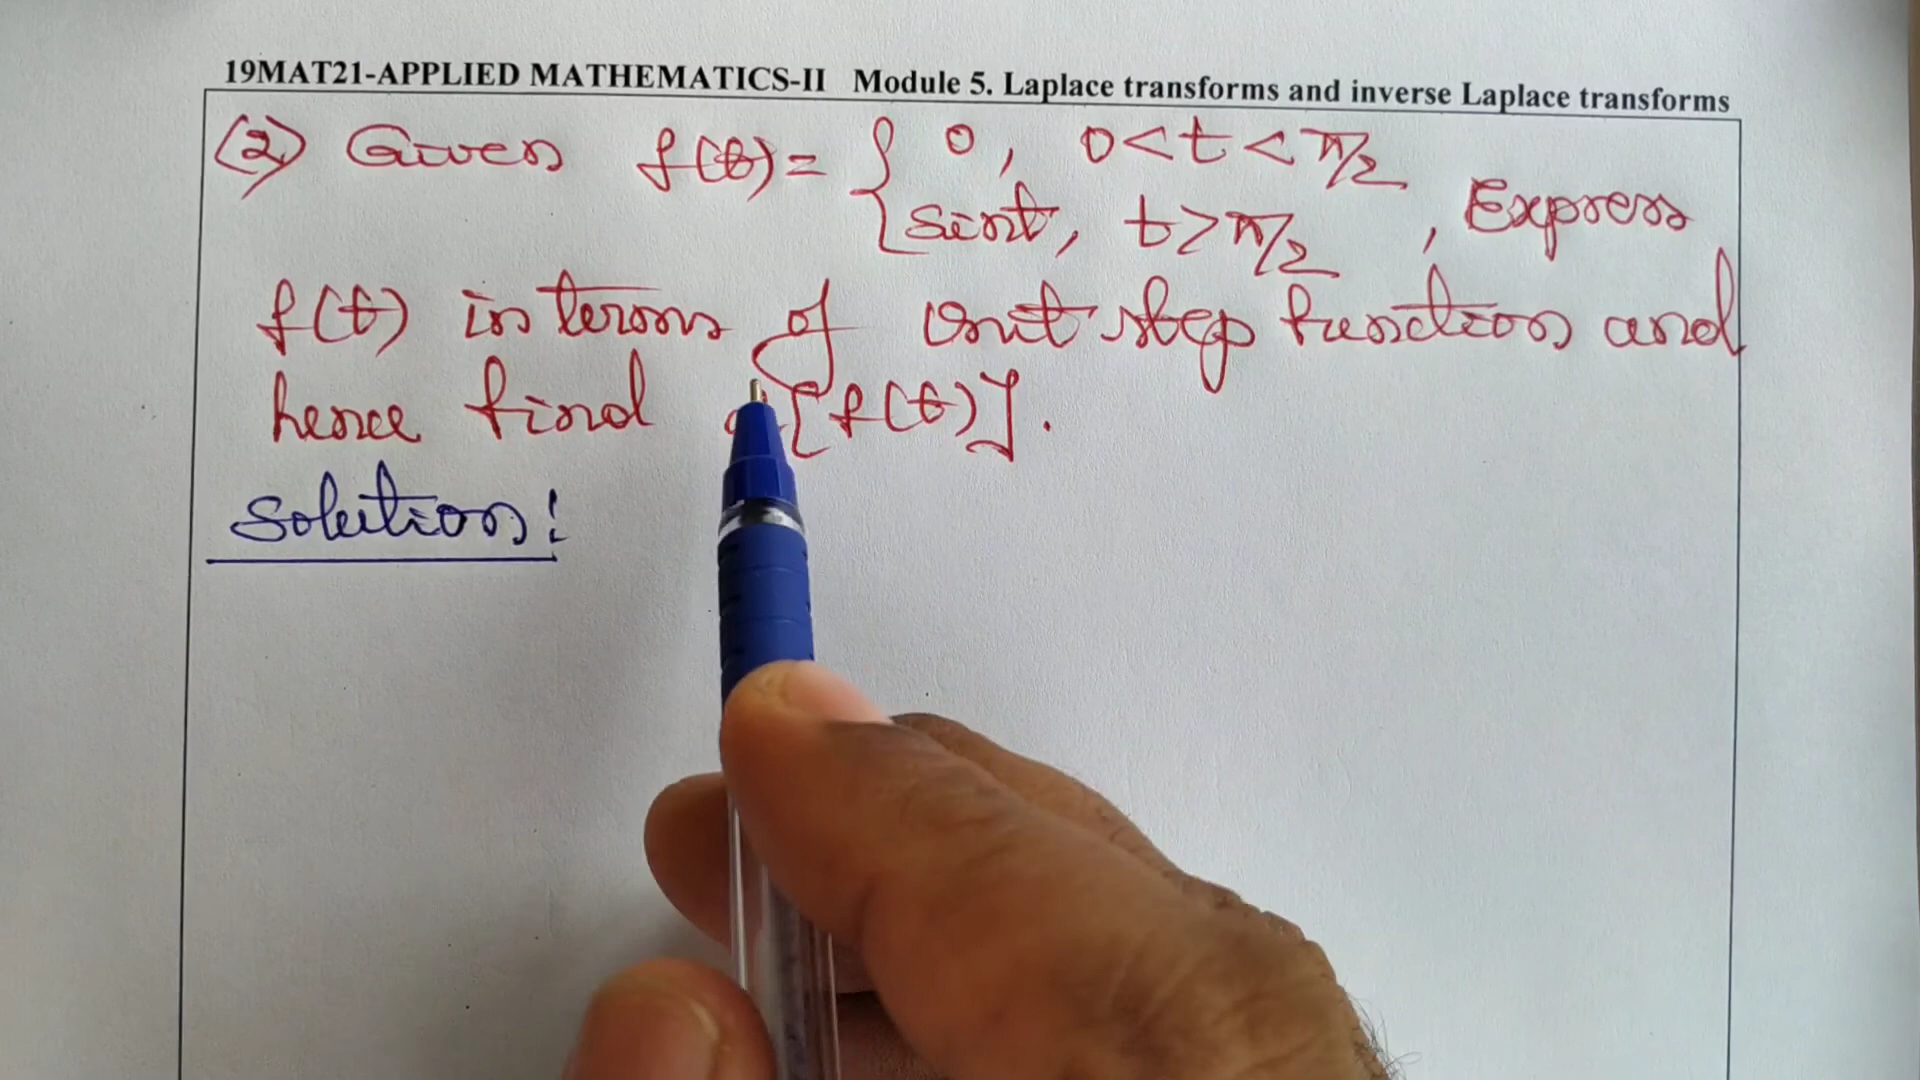 19MAT21-APPLIED MATHEMATICS-II Module 5. Laplace transforms and inverse Laplace transforms
(2) Given f(t) = { 0, 0<t<π/2
sint, t>π/2 , Express
f(t) in terms of unit step function and
hence find L[f(t)].
Solution: